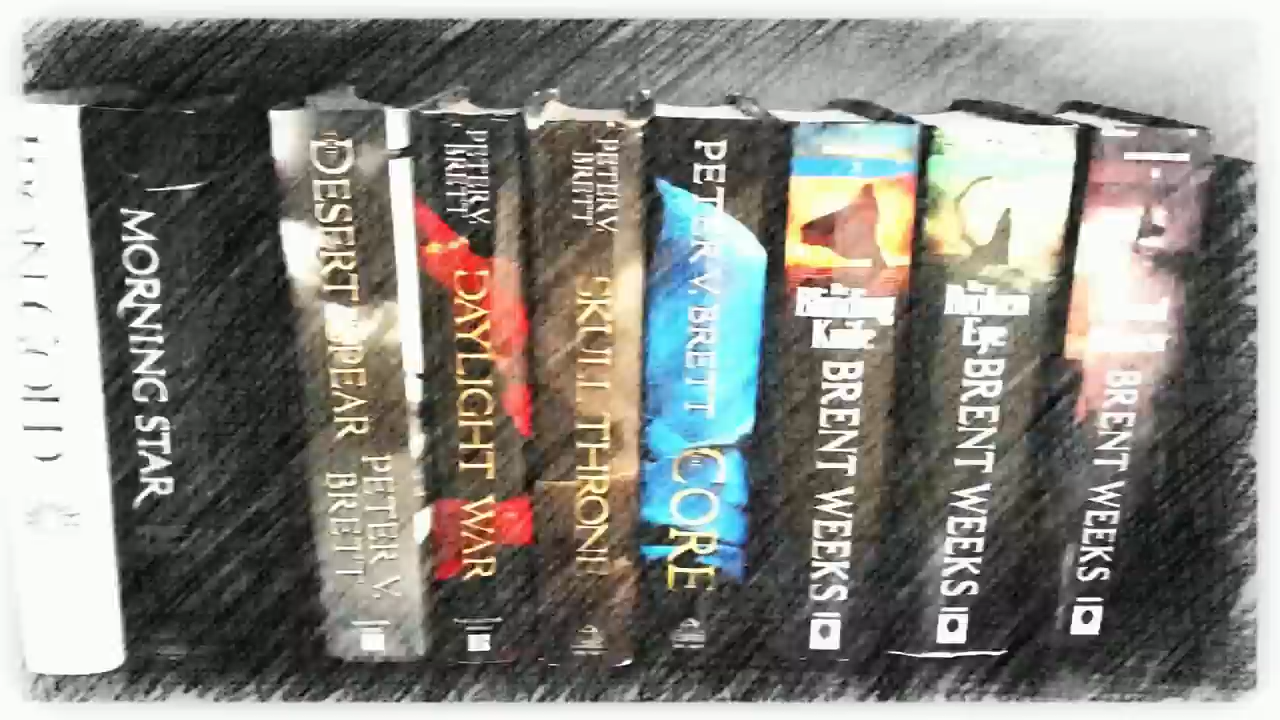 MORNING STAR
DESERT SPEAR
PETER V.
BRETT
PETER V.
BRETT
DAYLIGHT WAR
PETER V.
BRETT
SKULL THRONE
PETER V. BRETT
CORE
BRENT WEEKS
BRENT WEEKS
BRENT WEEKS